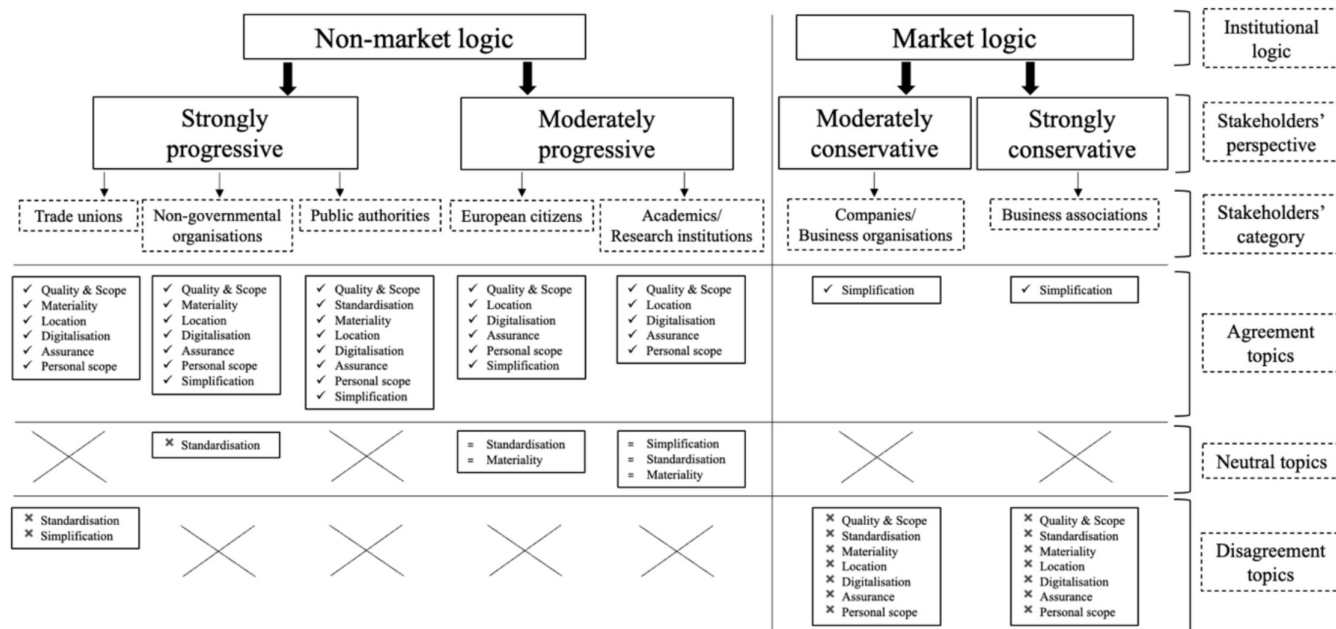 Non-market logic
Market logic
Institutional
logic
Strongly
progressive
Moderately
progressive
Moderately
conservative
Strongly
conservative
Stakeholders'
perspective
Trade unions
Non-governmental
organisations
Public authorities
European citizens
Academics/
Research institutions
Companies/
Business organisations
Business associations
Stakeholders'
category
✓ Quality & Scope
✓ Materiality
✓ Location
✓ Digitalisation
✓ Assurance
✓ Personal scope
✓ Quality & Scope
✓ Materiality
✓ Location
✓ Digitalisation
✓ Assurance
✓ Personal scope
✓ Simplification
✓ Quality & Scope
✓ Standardisation
✓ Materiality
✓ Location
✓ Digitalisation
✓ Assurance
✓ Personal scope
✓ Simplification
✓ Quality & Scope
✓ Location
✓ Digitalisation
✓ Assurance
✓ Personal scope
✓ Simplification
✓ Quality & Scope
✓ Location
✓ Digitalisation
✓ Assurance
✓ Personal scope
✓ Simplification
✓ Simplification
Agreement
topics
✖ Standardisation
= Standardisation
= Materiality
= Simplification
= Standardisation
= Materiality
Neutral topics
✖ Standardisation
✖ Simplification
✖ Quality & Scope
✖ Standardisation
✖ Materiality
✖ Location
✖ Digitalisation
✖ Assurance
✖ Personal scope
✖ Quality & Scope
✖ Standardisation
✖ Materiality
✖ Location
✖ Digitalisation
✖ Assurance
✖ Personal scope
Disagreement
topics